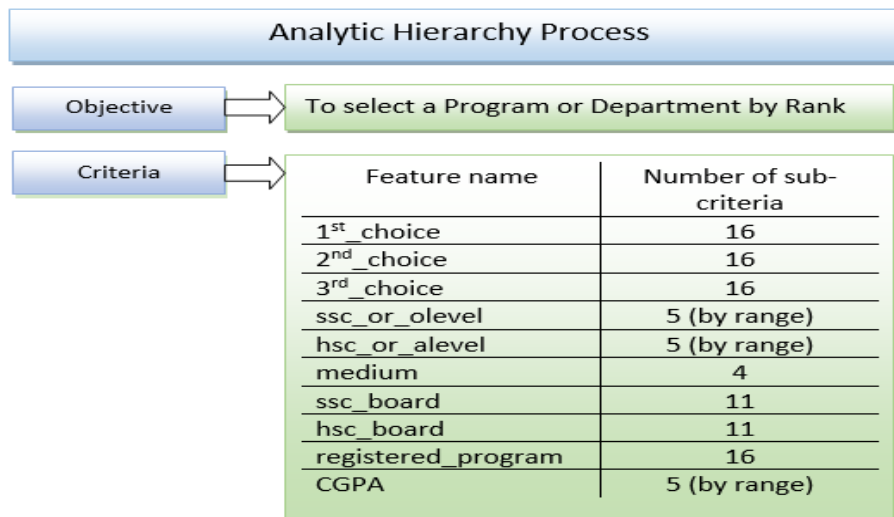 Analytic Hierarchy Process
Objective
To select a Program or Department by Rank
Criteria
Feature name
Number of sub-
criteria
1st_choice 16
2nd_choice 16
3rd_choice 16
ssc_or_olevel 5 (by range)
hsc_or_alevel 5 (by range)
medium 4
ssc_board 11
hsc_board 11
registered_program 16
CGPA 5 (by range)